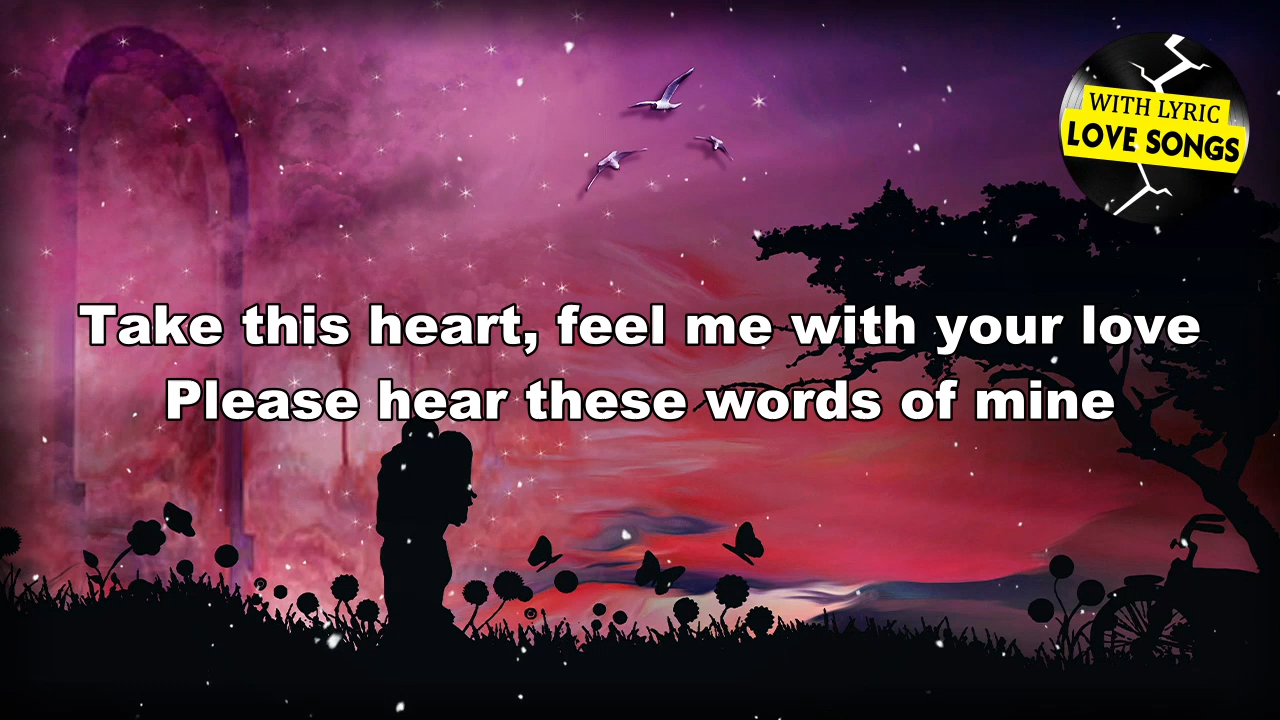 WITH LYRIC
LOVE SONGS
Take this heart, feel me with your love
Please hear these words of mine